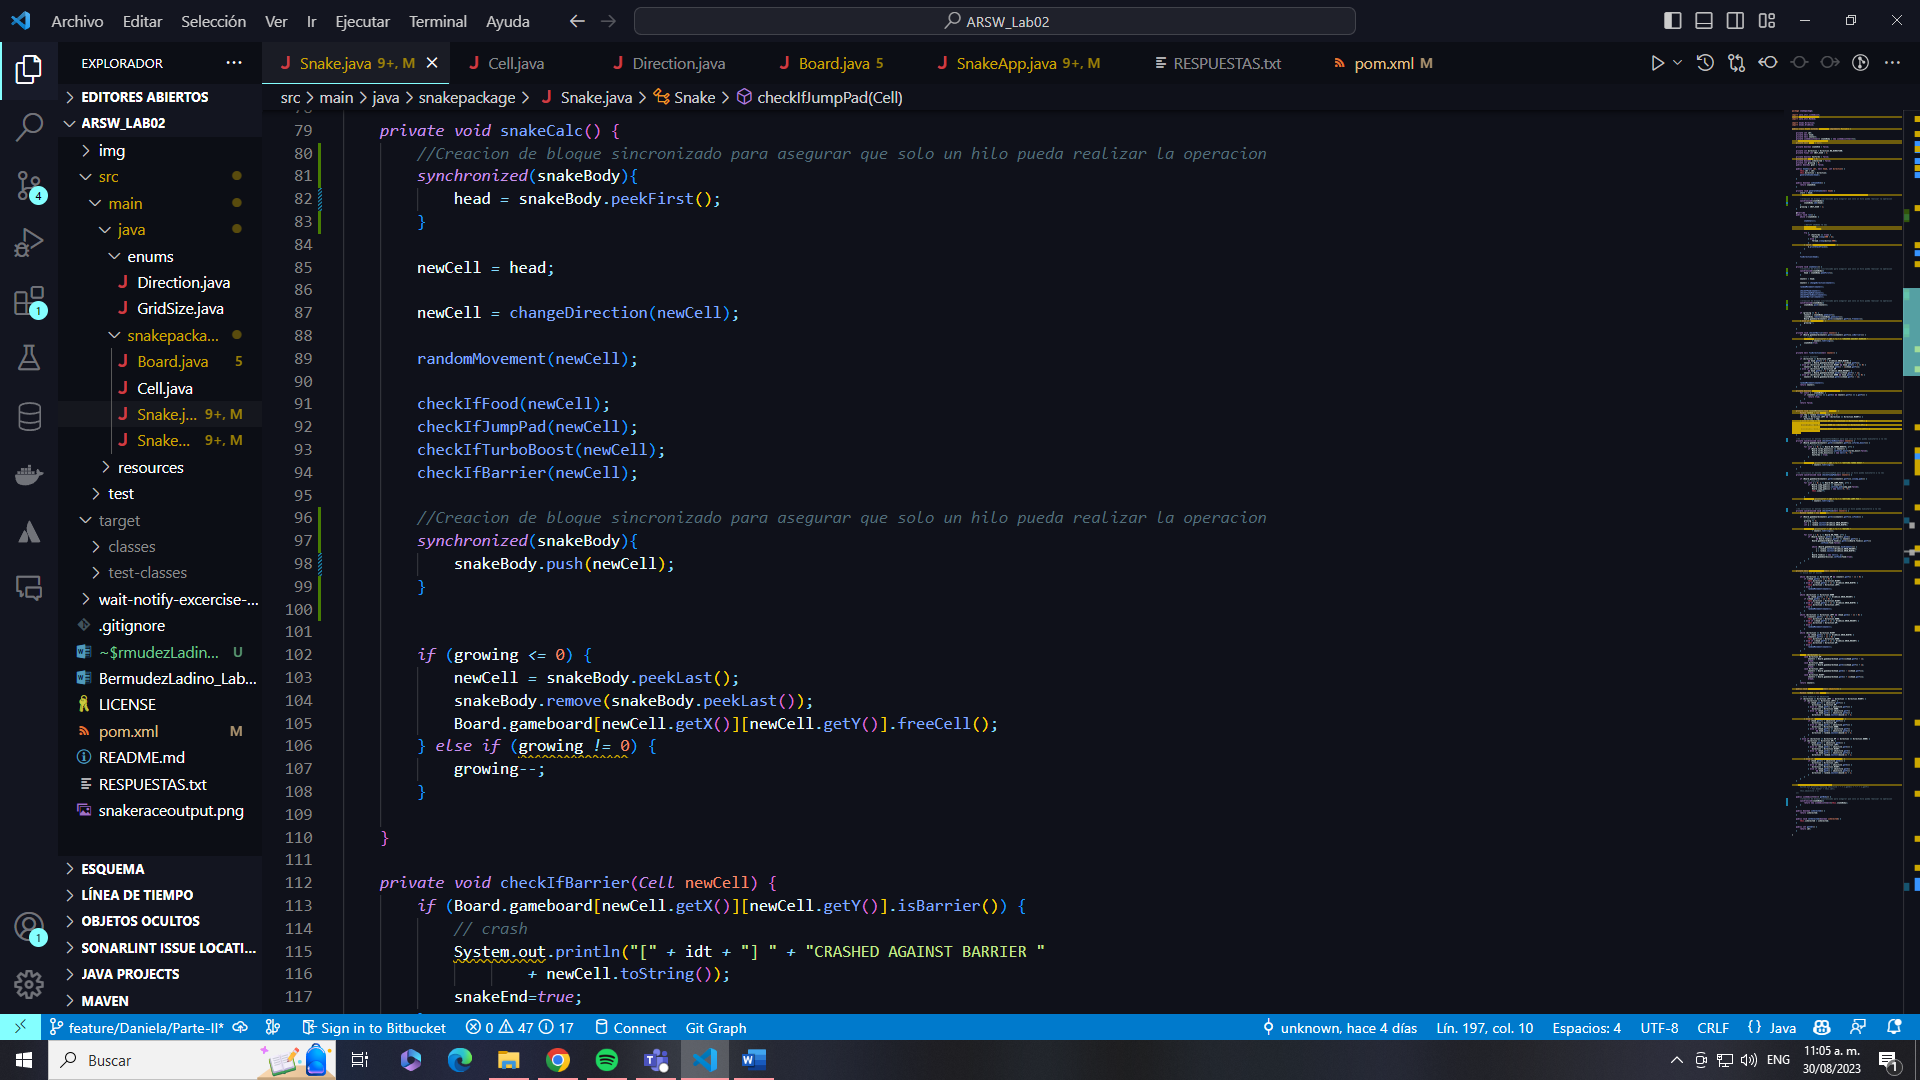 Archivo Editar Selección Ver Ir Ejecutar Terminal Ayuda ARSW_Lab02
EXPLORADOR
Snake.java 9+, M Cell.java Direction.java Board.java 5 SnakeApp.java 9+, M RESPUESTAS.txt pom.xml M
src > main > java > snakepackage > Snake.java > Snake > checkIfJumpPad(Cell)
EDITORES ABIERTOS
ARSW_LAB02
img
src
main
java
enums
Direction.java
GridSize.java
snakepacka...
Board.java 5
Cell.java
Snake.j... 9+, M
Snake... 9+, M
resources
test
target
classes
test-classes
wait-notify-excercise-...
.gitignore
~$rmudezLadin... U
BermudezLadino_Lab...
LICENSE
pom.xml M
README.md
RESPUESTAS.txt
snakeraceoutput.png
ESQUEMA
LÍNEA DE TIEMPO
OBJETOS OCULTOS
SONARLINT ISSUE LOCATI...
JAVA PROJECTS
MAVEN
4
1
1
79 private void snakeCalc() {
80 //Creacion de bloque sincronizado para asegurar que solo un hilo pueda realizar la operacion
81 synchronized(snakeBody){
82 head = snakeBody.peekFirst();
83 }
84
85 newCell = head;
86
87 newCell = changeDirection(newCell);
88
89 randomMovement(newCell);
90
91 checkIfFood(newCell);
92 checkIfJumpPad(newCell);
93 checkIfTurboBoost(newCell);
94 checkIfBarrier(newCell);
95
96 //Creacion de bloque sincronizado para asegurar que solo un hilo pueda realizar la operacion
97 synchronized(snakeBody){
98 snakeBody.push(newCell);
99 }
100
101
102 if (growing <= 0) {
103 newCell = snakeBody.peekLast();
104 snakeBody.remove(snakeBody.peekLast());
105 Board.gameboard[newCell.getX()][newCell.getY()].freeCell();
106 } else if (growing != 0) {
107 growing--;
108 }
109
110 }
111
112 private void checkIfBarrier(Cell newCell) {
113 if (Board.gameboard[newCell.getX()][newCell.getY()].isBarrier()) {
114 // crash
115 System.out.println("[" + idt + "] " + "CRASHED AGAINST BARRIER "
116 + newCell.toString());
117 snakeEnd=true;
feature/Daniela/Parte-II* Sign in to Bitbucket 0 47 17 Connect Git Graph unknown, hace 4 días Lín. 197, col. 10 Espacios: 4 UTF-8 CRLF {} Java
Buscar ENG 11:05 a. m.
30/08/2023
1